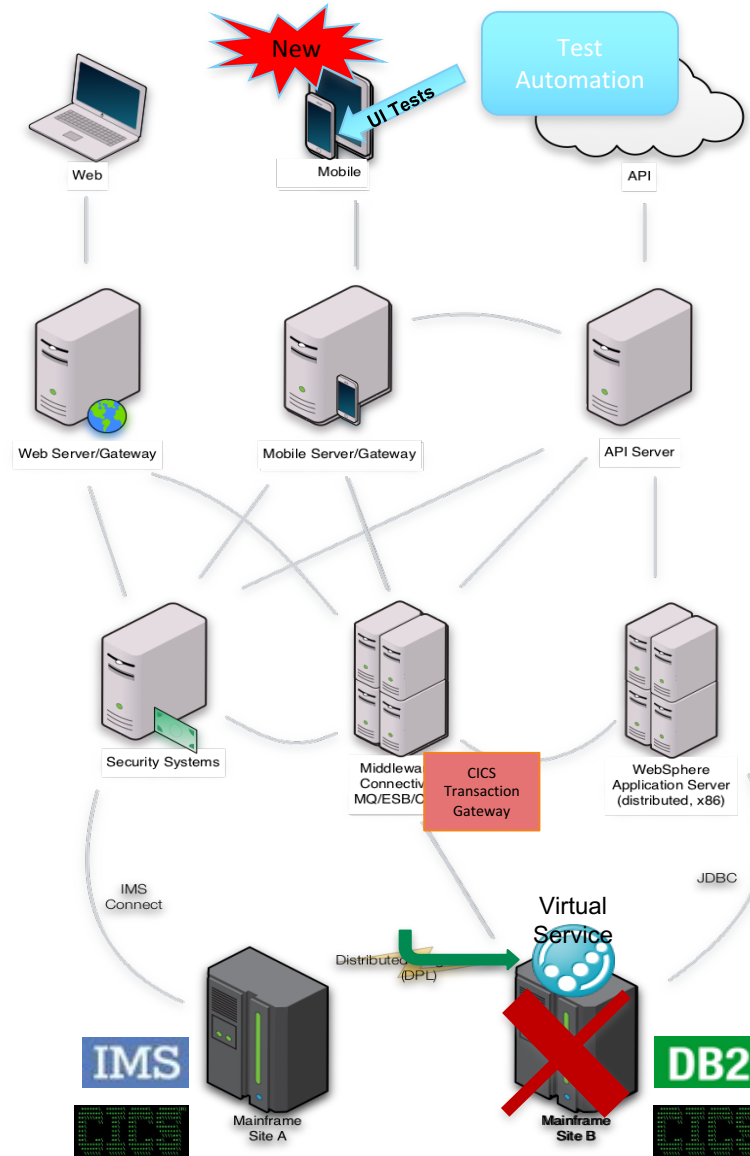 New
Test
Automation
UI Tests
Web
Mobile
API
Web Server/Gateway
Mobile Server/Gateway
API Server
Security Systems
Connectiv
MQ/ESB/
CICS
Transaction
Gateway
WebSphere
Application Server
(distributed, x86)
IMS
Connect
JDBC
Virtual
Service
Distributed
(DPL)
IMS
DB2
CICS
CICS
Mainframe
Site A
Mainframe
Site B